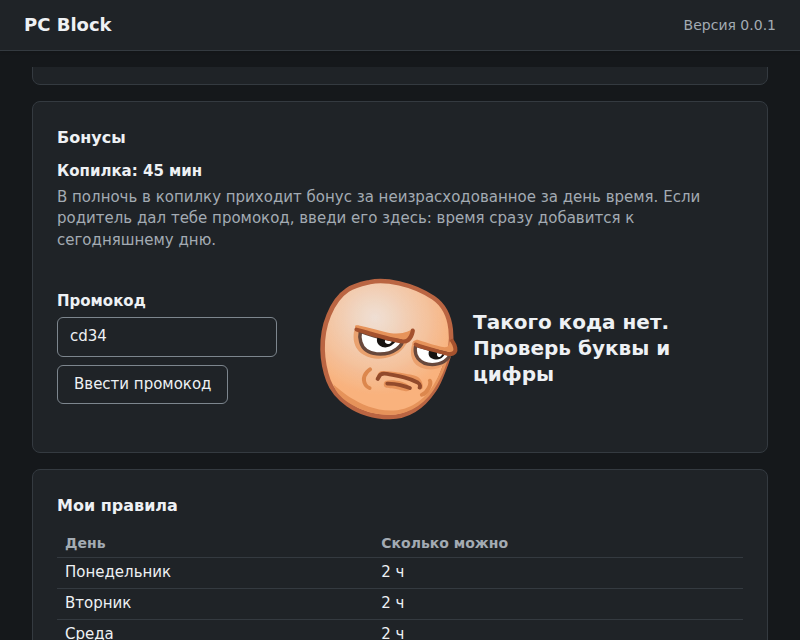 PC Block
Версия 0.0.1
Бонусы
Копилка: 45 мин
В полночь в копилку приходит бонус за неизрасходованное за день время. Если
родитель дал тебе промокод, введи его здесь: время сразу добавится к
сегодняшнему дню.
Промокод
cd34
Ввести промокод
Такого кода нет.
Проверь буквы и
цифры
Мои правила
День Сколько можно
Понедельник 2 ч
Вторник 2 ч
Среда 2 ч